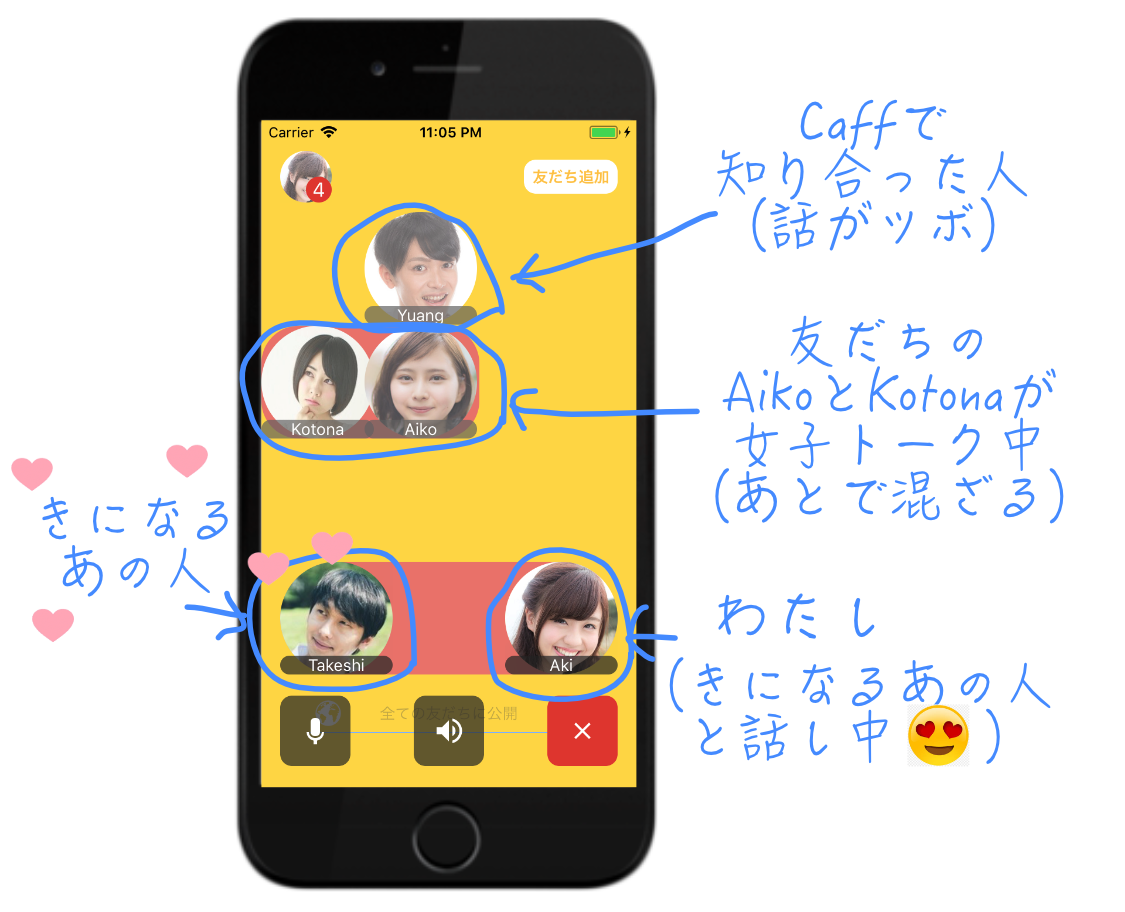 Carrier
11:05 PM
4
友だち追加
Caffで
知り合った人
(話がツボ)
Yuang
Kotona
Aiko
友だちの
AikoとKotonaが
女子トーク中
(あとで混ざる)
きになる
あの人
Takeshi
Aki
わたし
(きになるあの人
と話し中😍)
全ての友だちに公開